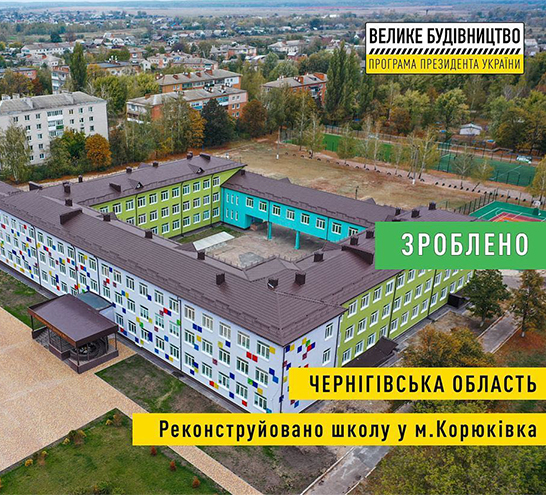 ВЕЛИКЕ БУДІВНИЦТВО
ПРОГРАМА ПРЕЗИДЕНТА УКРАЇНИ
ЗРОБЛЕНО
ЧЕРНІГІВСЬКА ОБЛАСТЬ
Реконструйовано школу у м.Корюківка